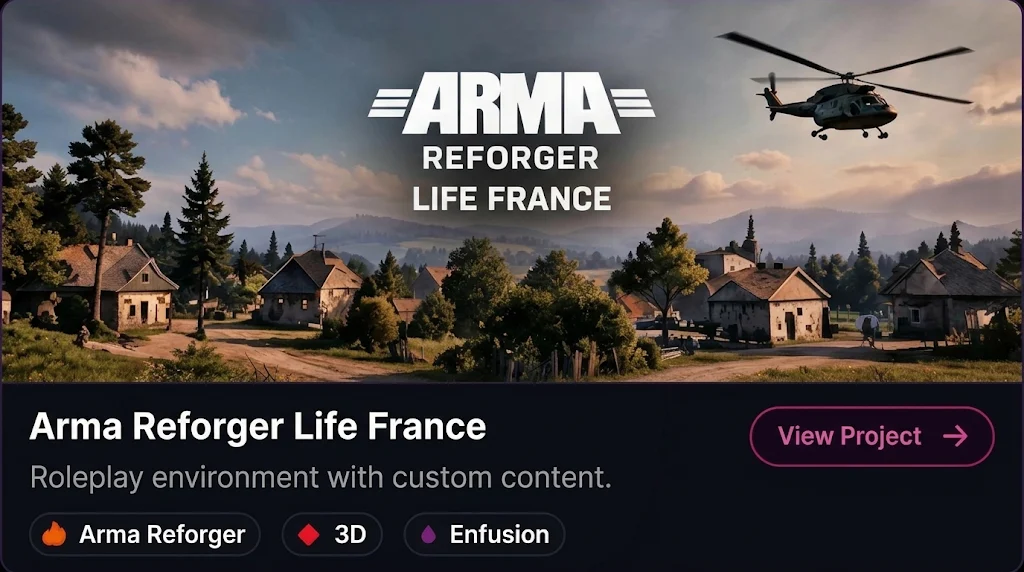 ARMA
REFORGER
LIFE FRANCE
Arma Reforger Life France
View Project
Roleplay environment with custom content.
Arma Reforger
3D
Enfusion